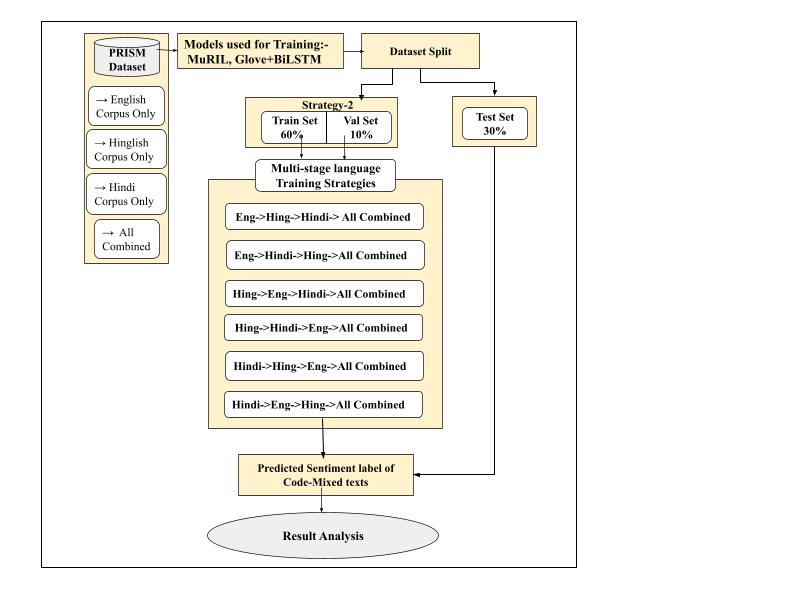 PRISM
Dataset
→ English
Corpus Only
→ Hinglish
Corpus Only
→ Hindi
Corpus Only
→ All
Combined
Models used for Training:-
MuRIL, Glove+BiLSTM
Dataset Split
Strategy-2
Train Set
60%
Val Set
10%
Test Set
30%
Multi-stage language
Training Strategies
Eng->Hing->Hindi-> All Combined
Eng->Hindi->Hing->All Combined
Hing->Eng->Hindi->All Combined
Hing->Hindi->Eng->All Combined
Hindi->Hing->Eng->All Combined
Hindi->Eng->Hing->All Combined
Predicted Sentiment label of
Code-Mixed texts
Result Analysis